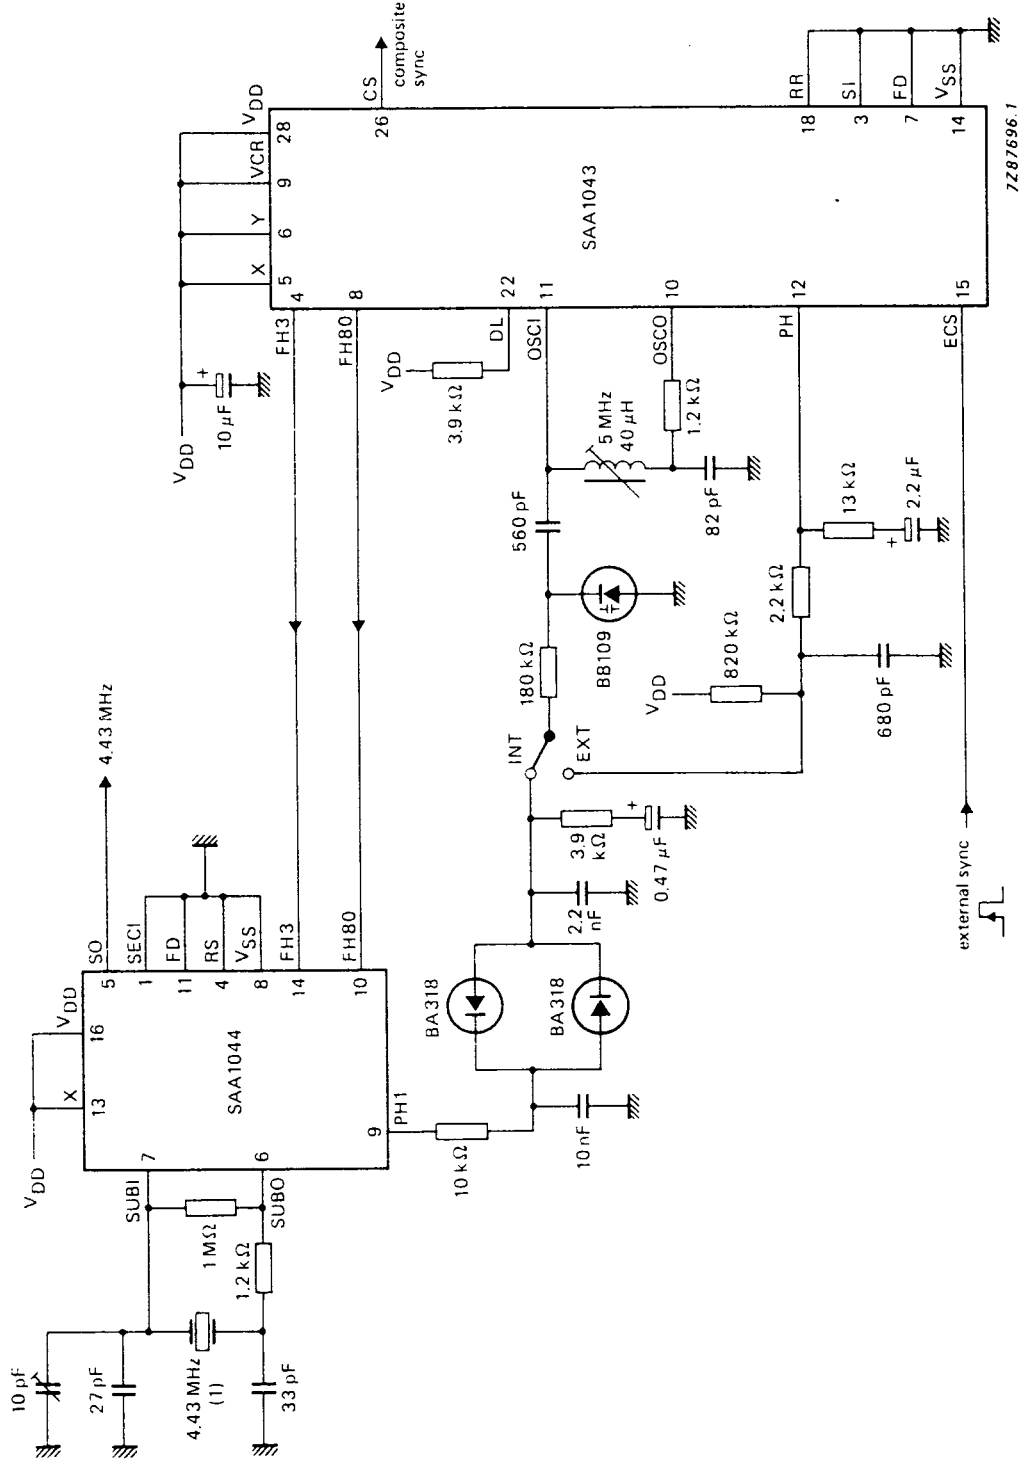 VDD
10 pF
27 pF
4.43 MHz
(1)
33 pF
1.2 kΩ
1 MΩ
SUBI
SUBO
7
6
X
VDD
13
16
SAA1044
9
PH1
SO
5
SECI
1
FD
11
RS
4
VSS
8
FH3
14
FH80
10
4.43 MHz
10 kΩ
10 nF
BA318
BA318
2.2
nF
3.9
kΩ
+
0.47 µF
INT
EXT
180 kΩ
BB109
560 pF
5 MHz
40 µH
82 pF
1.2 kΩ
VDD
820 kΩ
680 pF
2.2 kΩ
13 kΩ
+
2.2 µF
external sync
VDD
+
10 µF
VDD
3.9 kΩ
FH3
4
FH80
8
DL
22
OSCI
11
OSCO
10
PH
12
ECS
15
X
5
Y
6
VCR
9
VDD
28
SAA1043
CS
26
composite
sync
RR
18
SI
3
FD
7
VSS
14
7Z87696.1